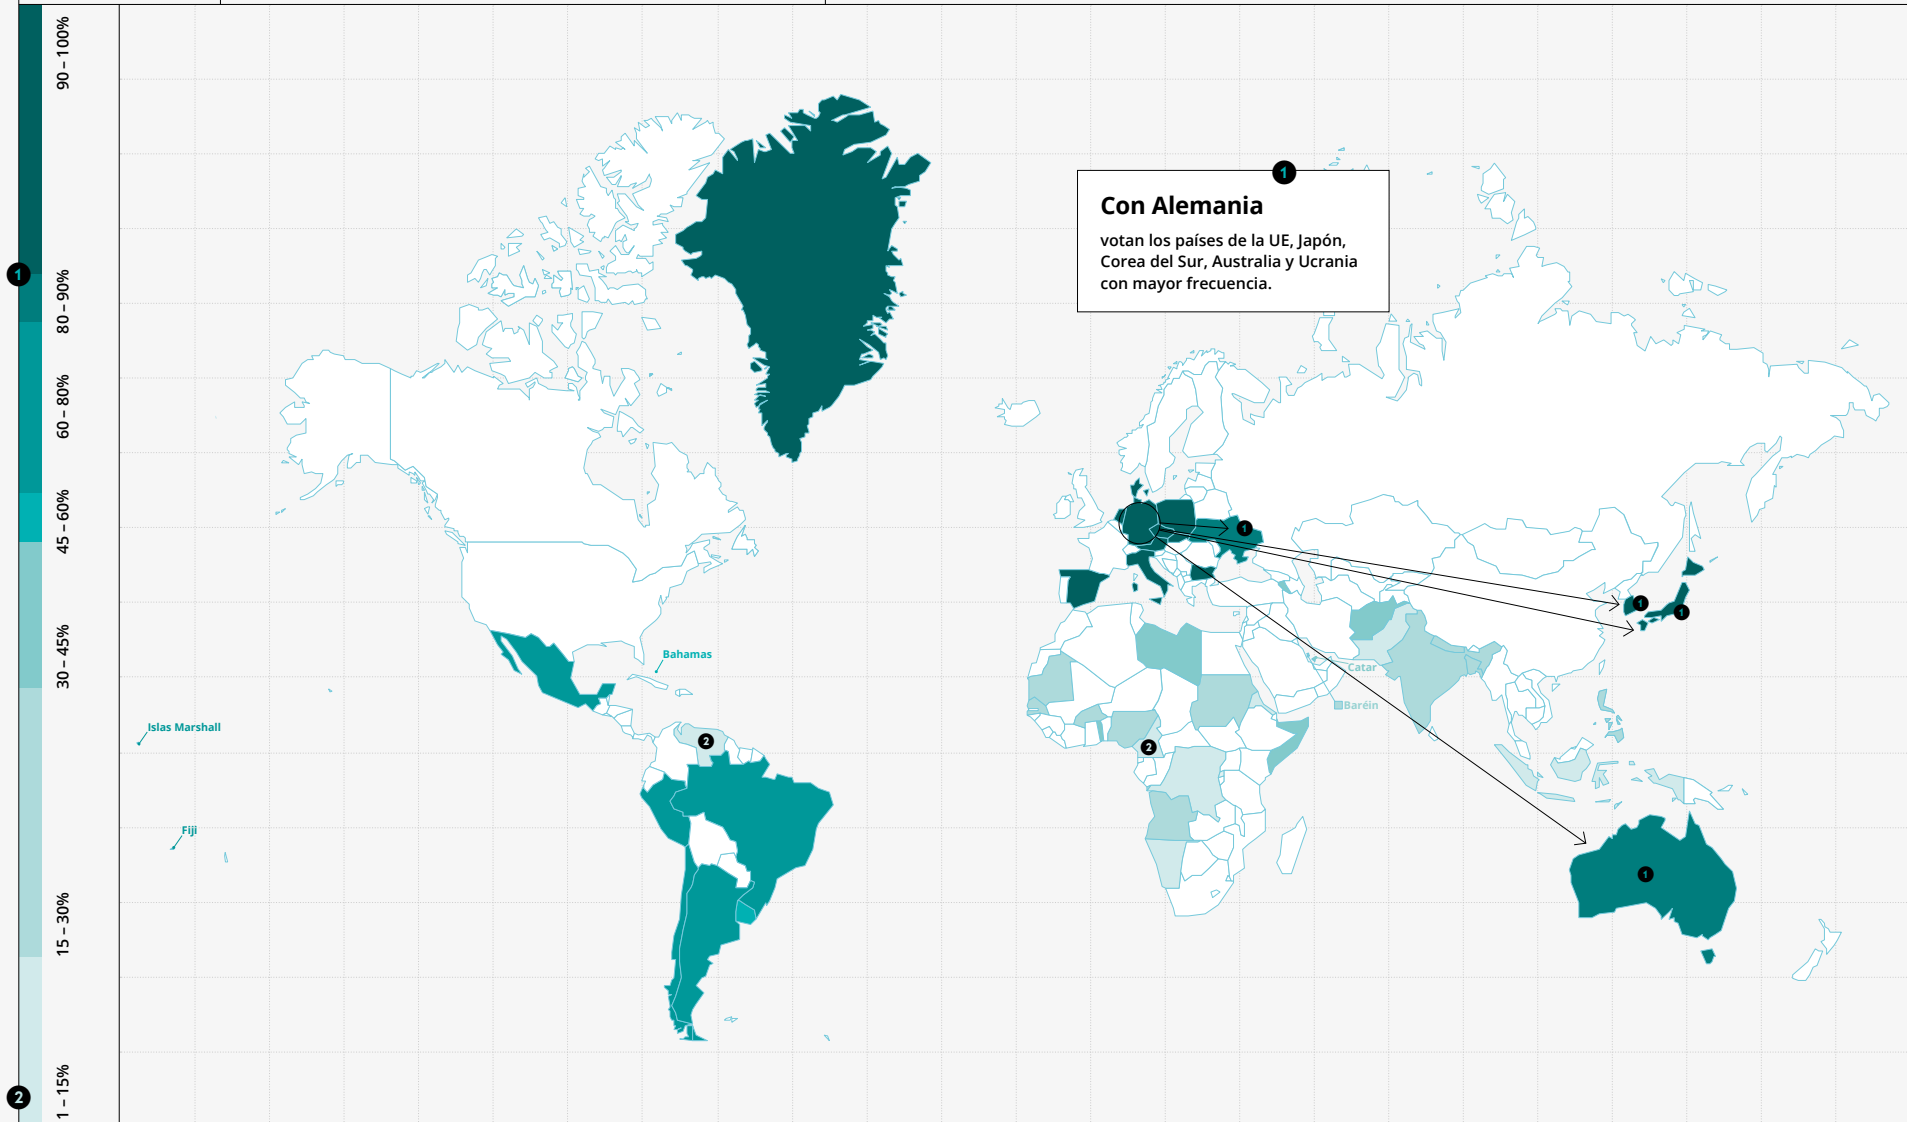 90 – 100%
80 – 90%
60 – 80%
45 – 60%
30 – 45%
15 – 30%
1 – 15%
1
2
1
Con Alemania
votan los países de la UE, Japón,
Corea del Sur, Australia y Ucrania
con mayor frecuencia.
1
1
1
Bahamas
Catar
Baréin
Islas Marshall
2
2
Fiji
1